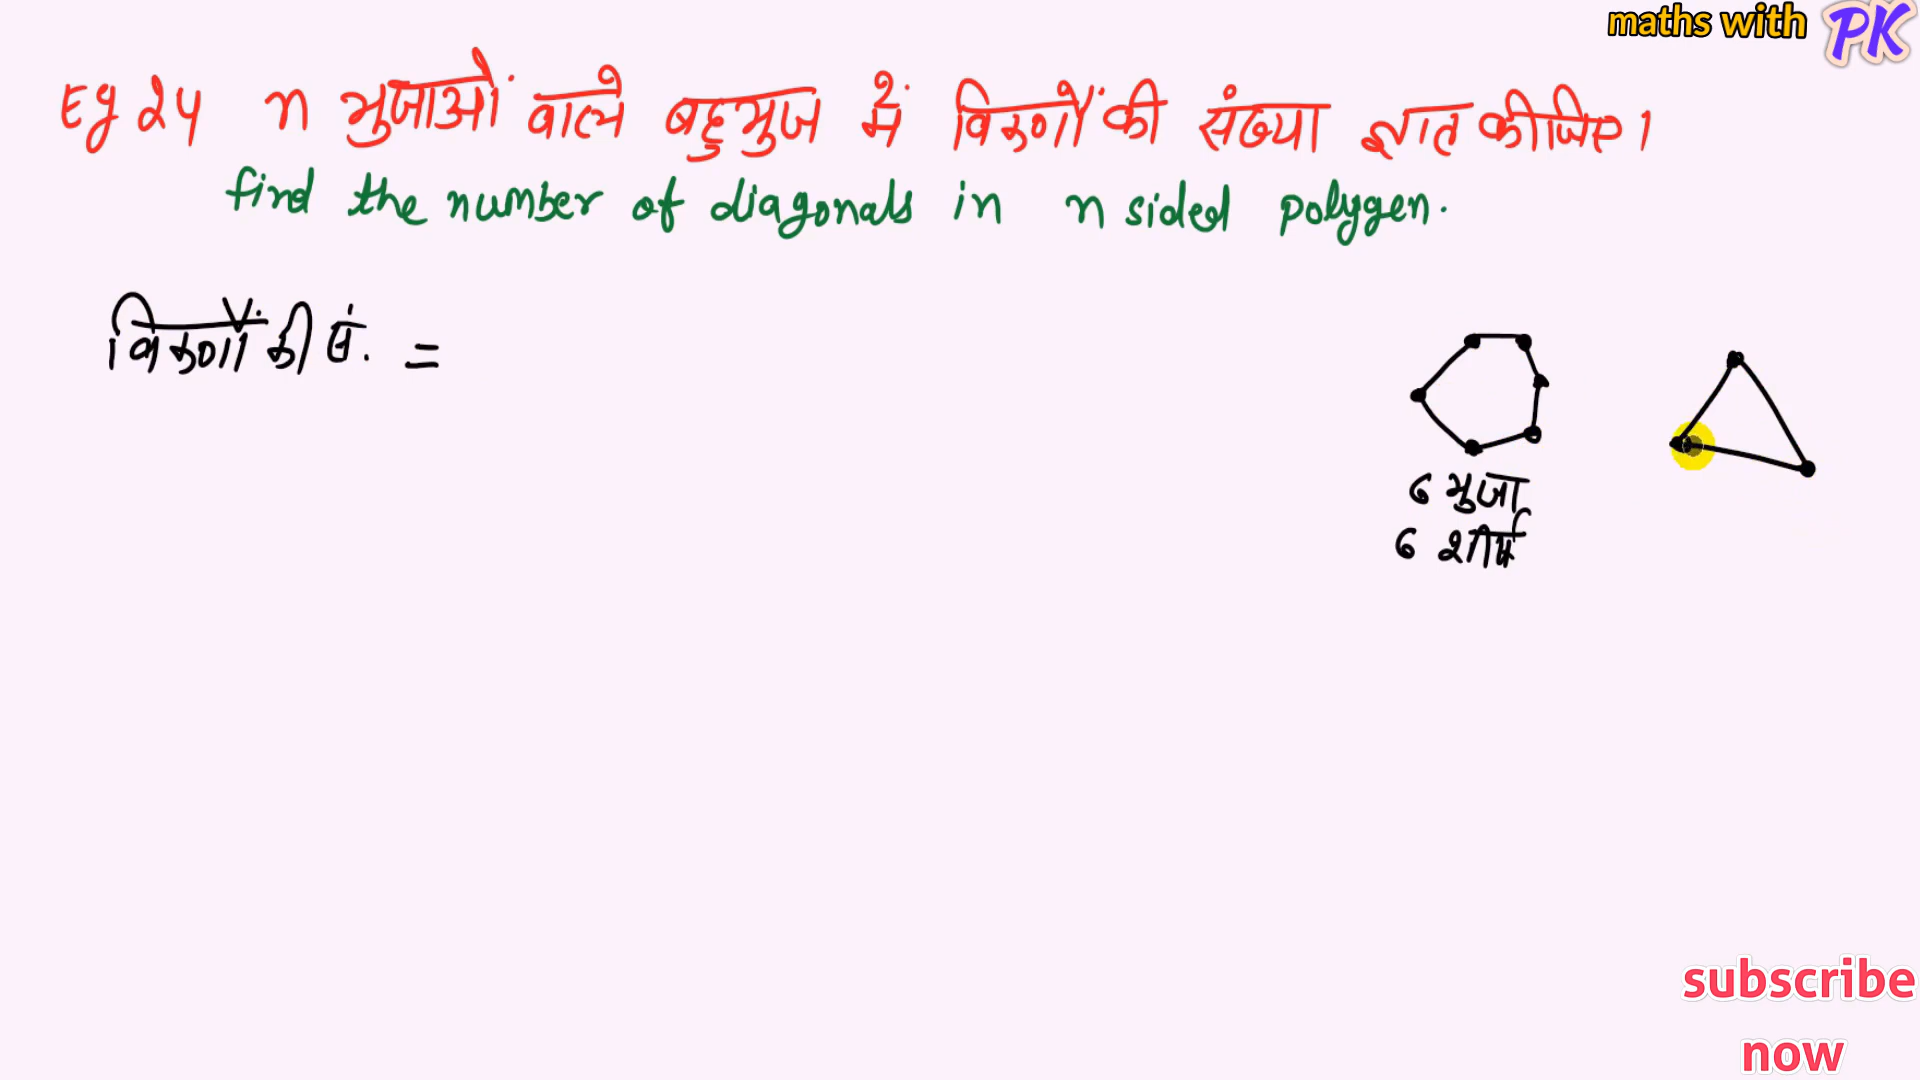 maths with PK
Eg 24 n भुजाओं वाले बहुभुज में विकर्णों की संख्या ज्ञात कीजिए।
find the number of diagonals in n sided polygen.
विकर्णों की सं. =
6 भुजा
6 शीर्ष
subscribe
now